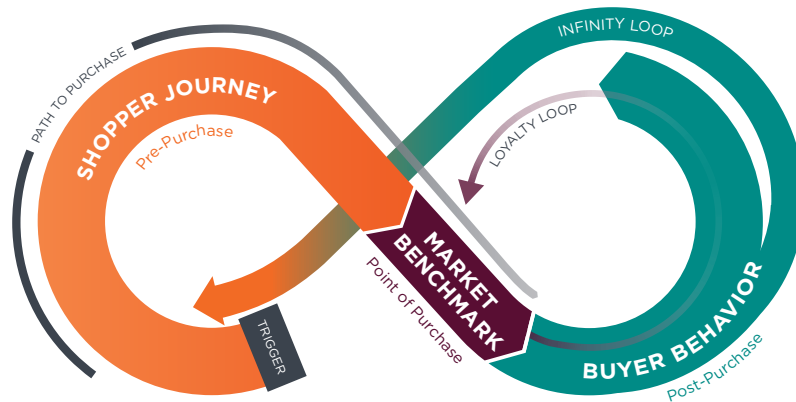 PATH TO PURCHASE
SHOPPER JOURNEY
Pre-Purchase
TRIGGER
MARKET
BENCHMARK
Point of Purchase
INFINITY LOOP
LOYALTY LOOP
BUYER BEHAVIOR
Post-Purchase